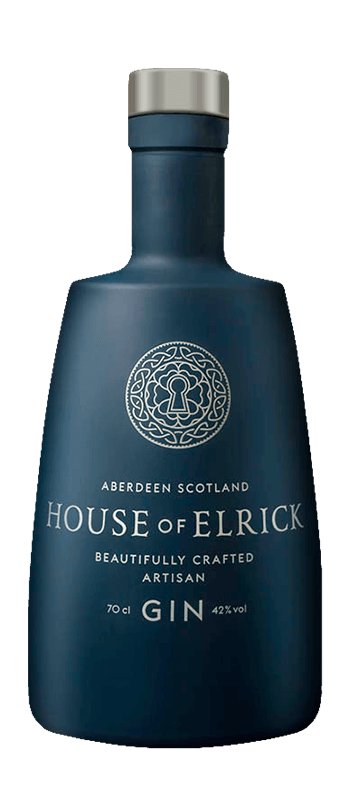 ABERDEEN SCOTLAND
HOUSE OF ELRICK
BEAUTIFULLY CRAFTED
ARTISAN
70 cl GIN 42% vol